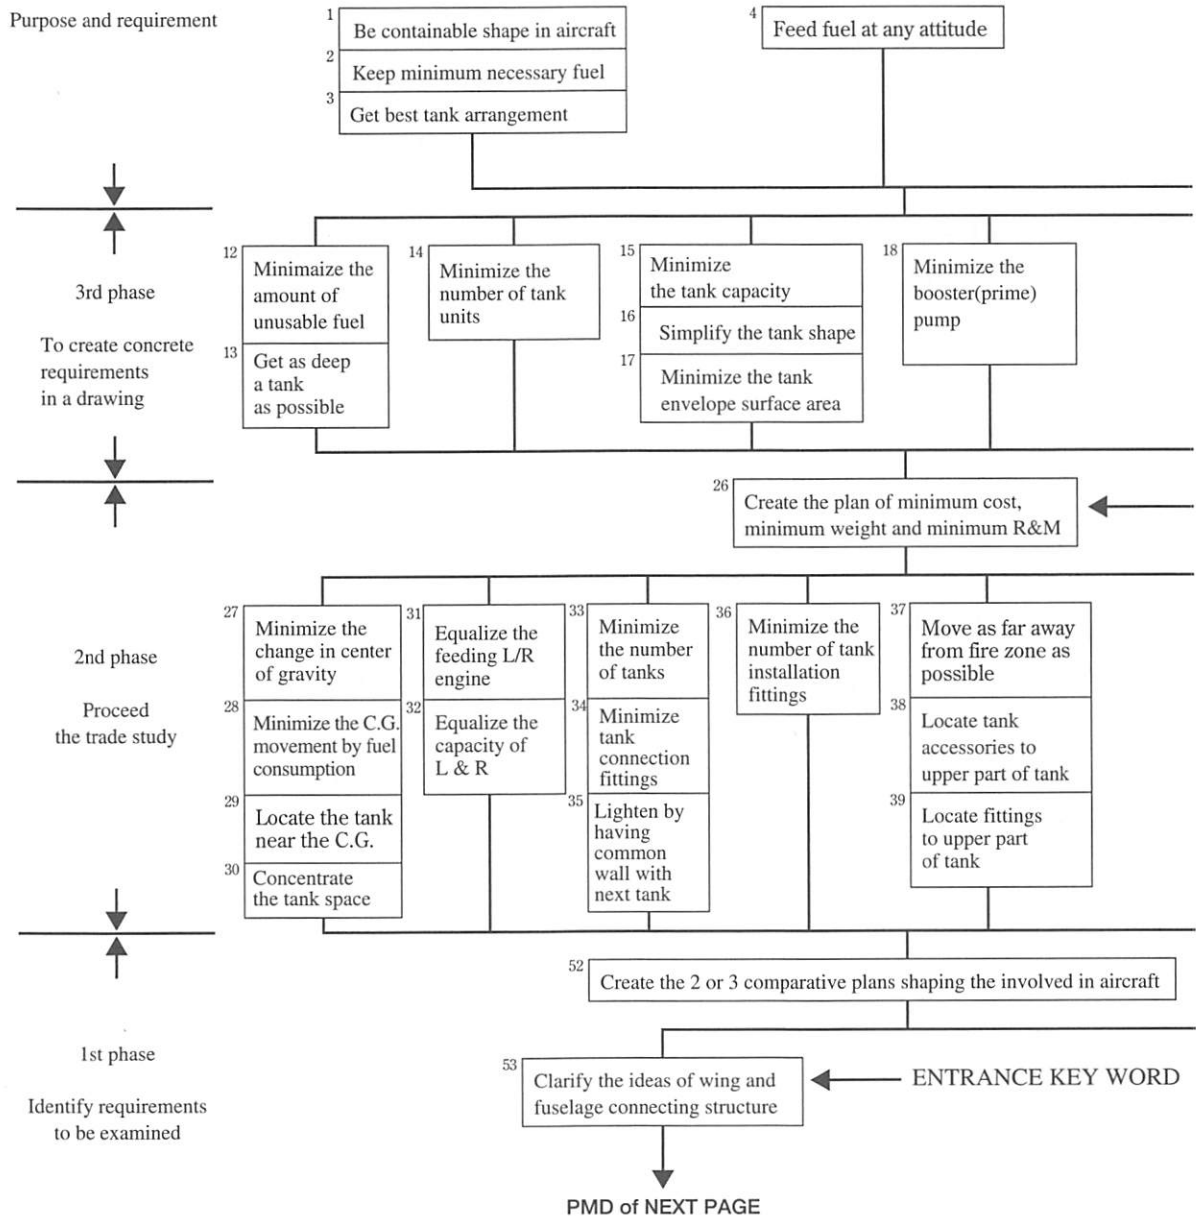 Purpose and requirement
1
Be containable shape in aircraft
2
Keep minimum necessary fuel
3
Get best tank arrangement
4
Feed fuel at any attitude
3rd phase
To create concrete
requirements
in a drawing
12
Minimaize the
amount of
unusable fuel
13
Get as deep
a tank
as possible
14
Minimize the
number of tank
units
15
Minimize
the tank capacity
16
Simplify the tank shape
17
Minimize the tank
envelope surface area
18
Minimize the
booster(prime)
pump
26
Create the plan of minimum cost,
minimum weight and minimum R&M
2nd phase
Proceed
the trade study
27
Minimize the
change in center
of gravity
28
Minimize the C.G.
movement by fuel
consumption
29
Locate the tank
near the C.G.
30
Concentrate
the tank space
31
Equalize the
feeding L/R
engine
32
Equalize the
capacity of
L & R
33
Minimize
the number
of tanks
34
Minimize
tank
connection
fittings
35
Lighten by
having
common
wall with
next tank
36
Minimize the
number of tank
installation
fittings
37
Move as far away
from fire zone as
possible
38
Locate tank
accessories to
upper part of tank
39
Locate fittings
to upper part
of tank
52
Create the 2 or 3 comparative plans shaping the involved in aircraft
1st phase
Identify requirements
to be examined
53
Clarify the ideas of wing and
fuselage connecting structure
ENTRANCE KEY WORD
PMD of NEXT PAGE